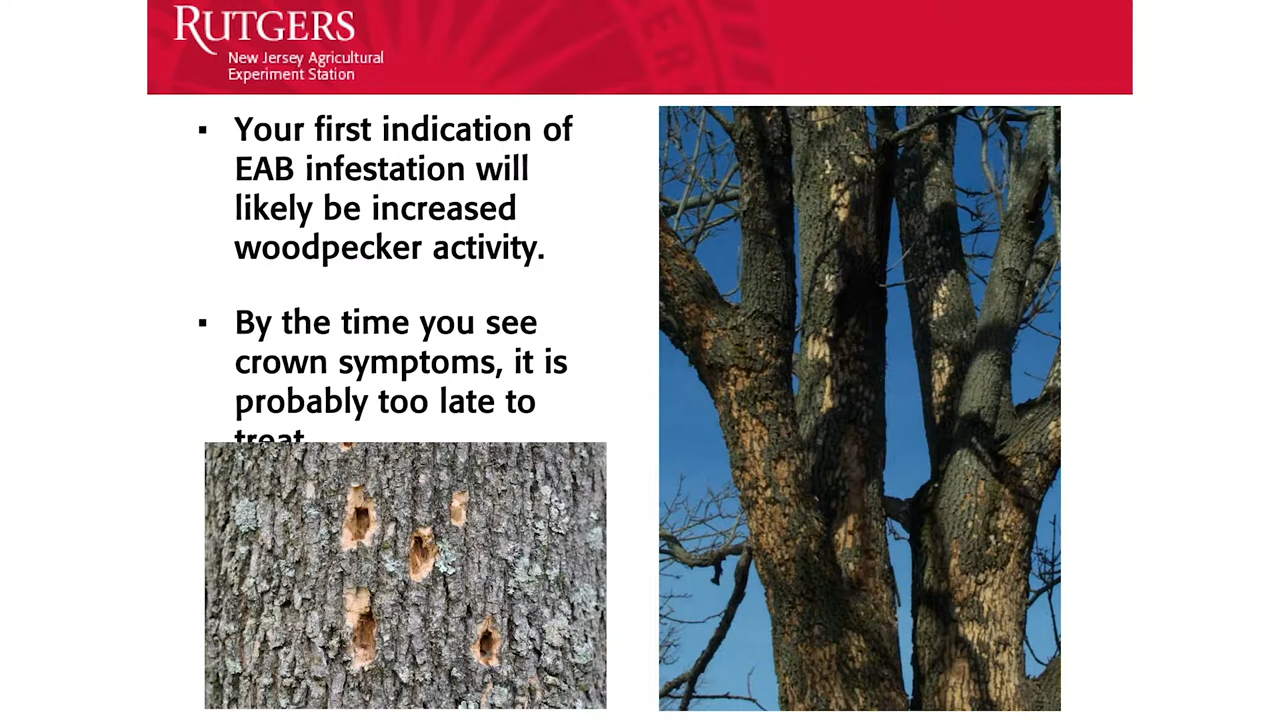 RUTGERS
New Jersey Agricultural
Experiment Station
▪ Your first indication of
EAB infestation will
likely be increased
woodpecker activity.
▪ By the time you see
crown symptoms, it is
probably too late to
treat